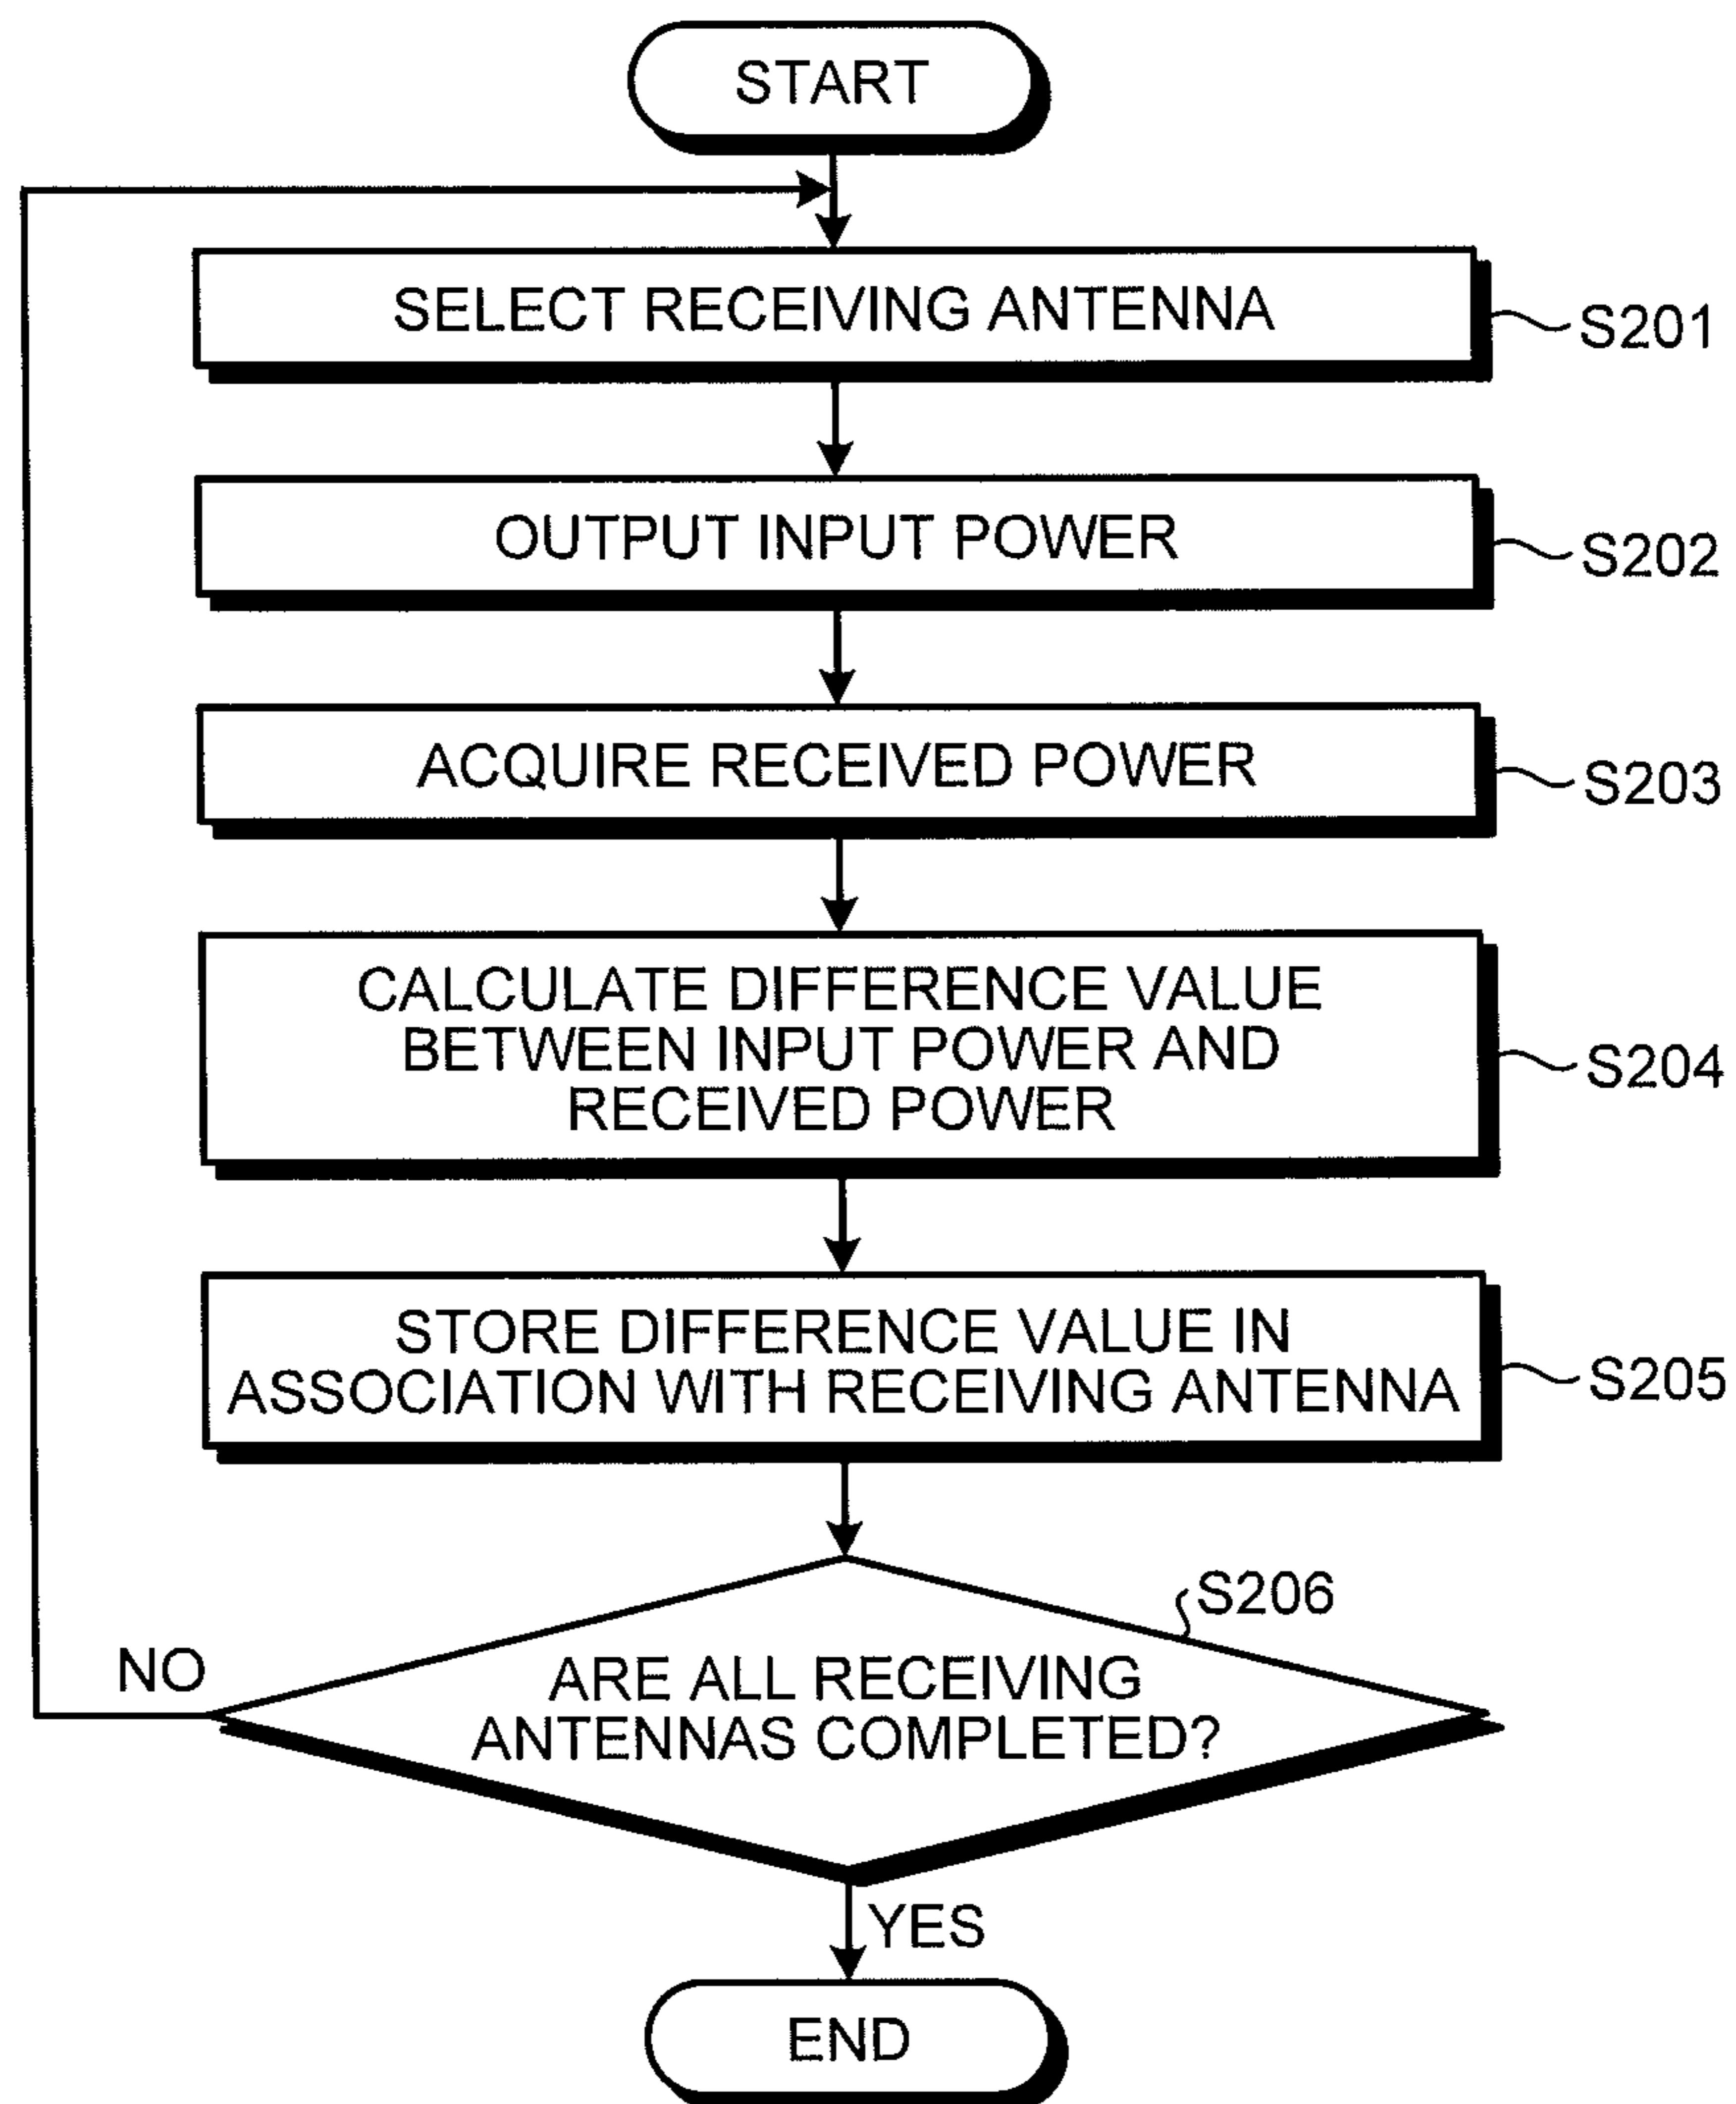 START
SELECT RECEIVING ANTENNA
S201
OUTPUT INPUT POWER
S202
ACQUIRE RECEIVED POWER
S203
CALCULATE DIFFERENCE VALUE
BETWEEN INPUT POWER AND
RECEIVED POWER
S204
STORE DIFFERENCE VALUE IN
ASSOCIATION WITH RECEIVING ANTENNA
S205
S206
NO
ARE ALL RECEIVING
ANTENNAS COMPLETED?
YES
END